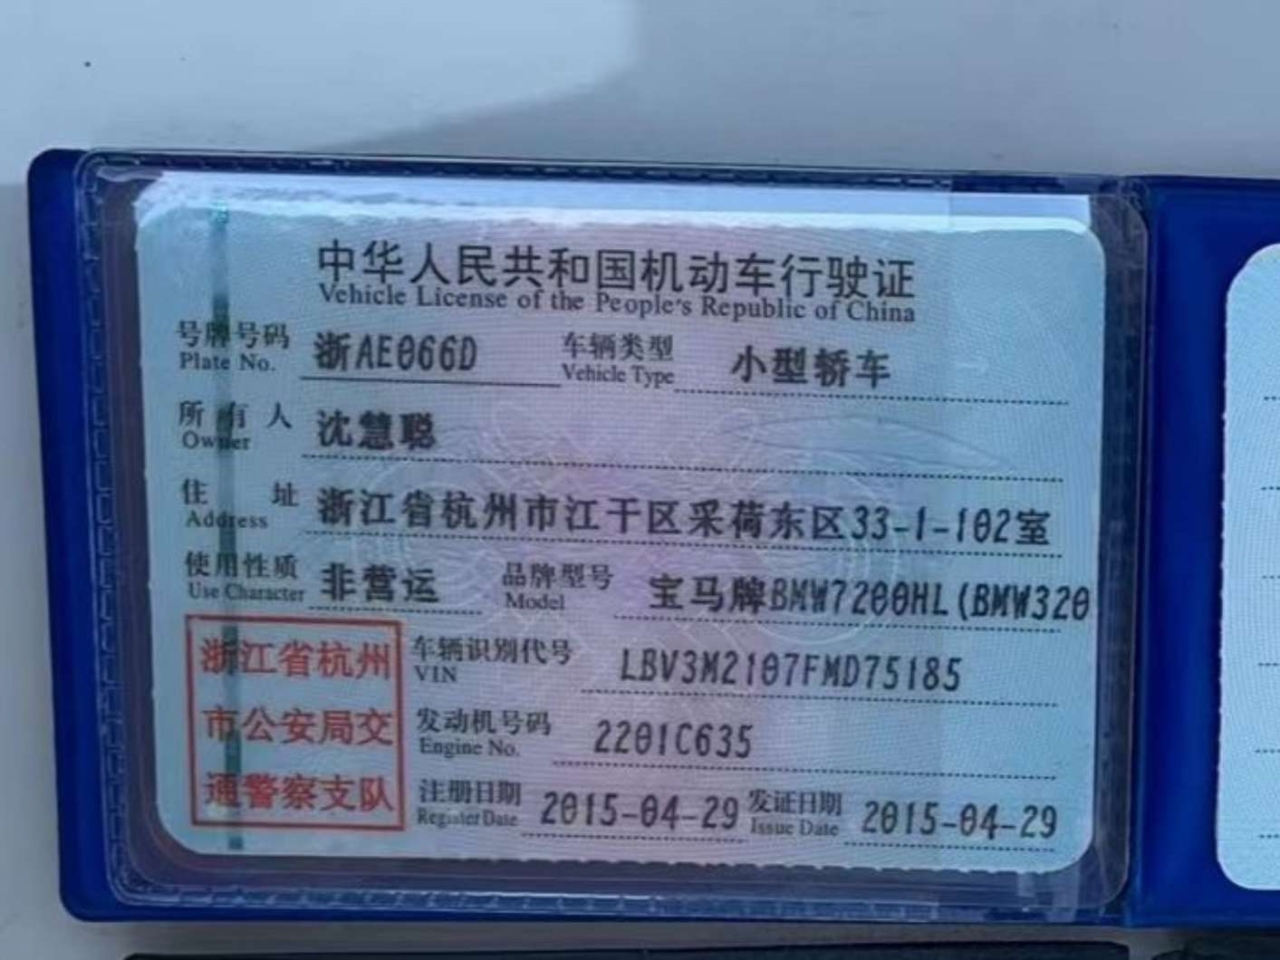 中华人民共和国机动车行驶证
Vehicle License of the People's Republic of China
号牌号码 浙AE066D 车辆类型 小型轿车
Plate No. Vehicle Type
所有人 沈慧聪
Owner
住址 浙江省杭州市江干区采荷东区33-1-102室
Address
使用性质 非营运 品牌型号 宝马牌BMW7200HL(BMW320
Use Character Model
浙江省杭州
市公安局交
通警察支队
车辆识别代号 LBV3M2107FMD75185
VIN
发动机号码 2201C635
Engine No.
注册日期 2015-04-29 发证日期 2015-04-29
Register Date Issue Date